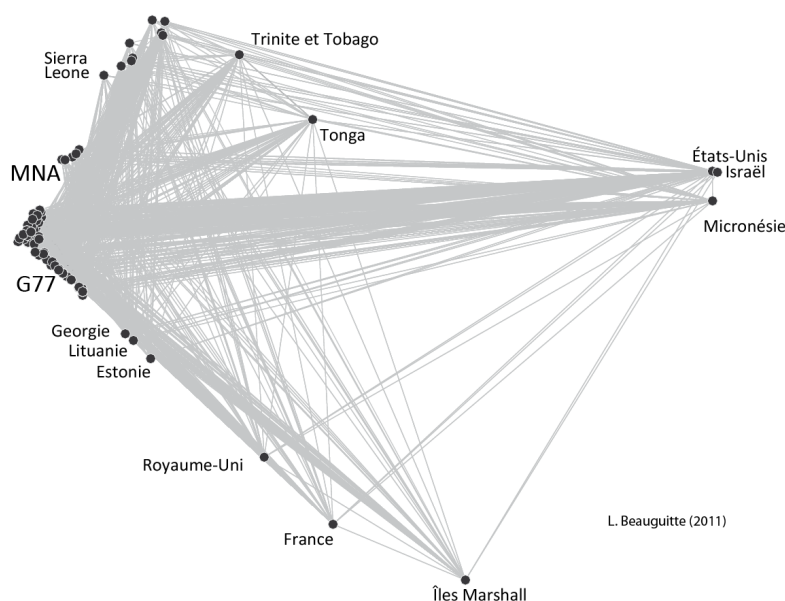 Trinite et Tobago
Sierra
Leone
Tonga
États-Unis
Israël
MNA
Micronésie
G77
Georgie
Lituanie
Estonie
Royaume-Uni
L. Beauguitte (2011)
France
Îles Marshall